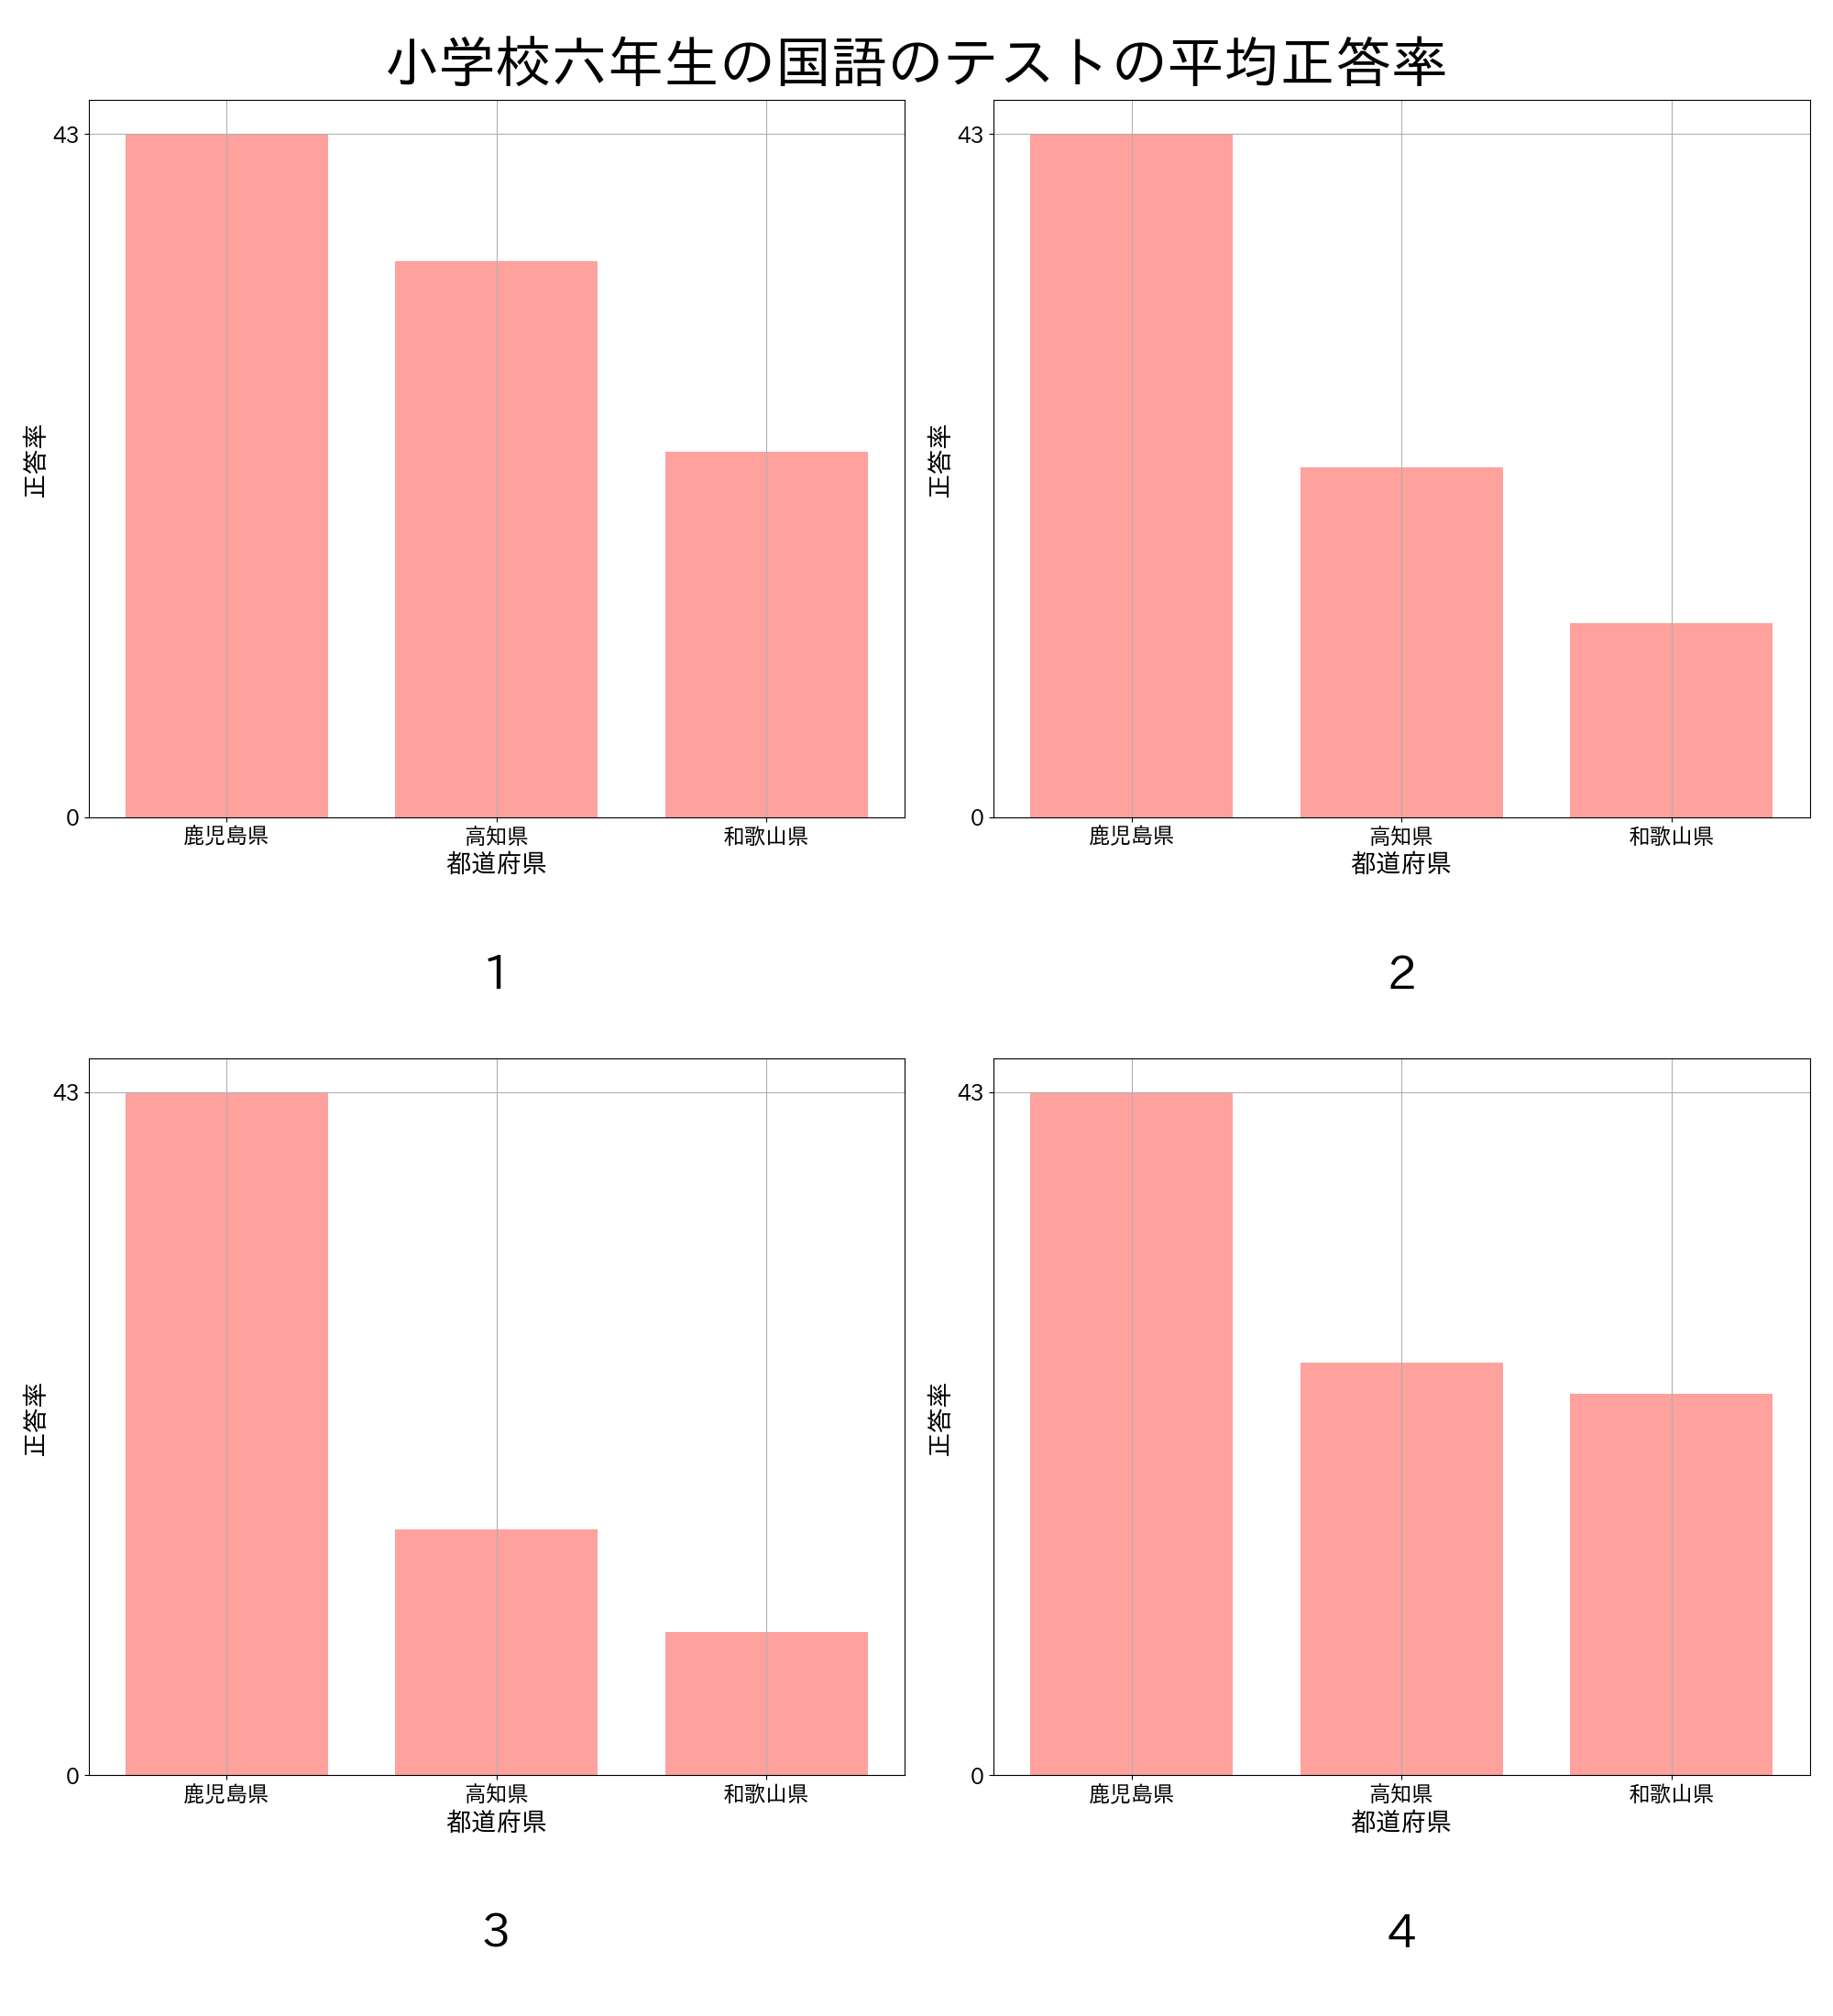 小学校六年生の国語のテストの平均正答率
43
0
正答率
鹿児島県 高知県 和歌山県
都道府県
1
43
0
正答率
鹿児島県 高知県 和歌山県
都道府県
2
43
0
正答率
鹿児島県 高知県 和歌山県
都道府県
3
43
0
正答率
鹿児島県 高知県 和歌山県
都道府県
4